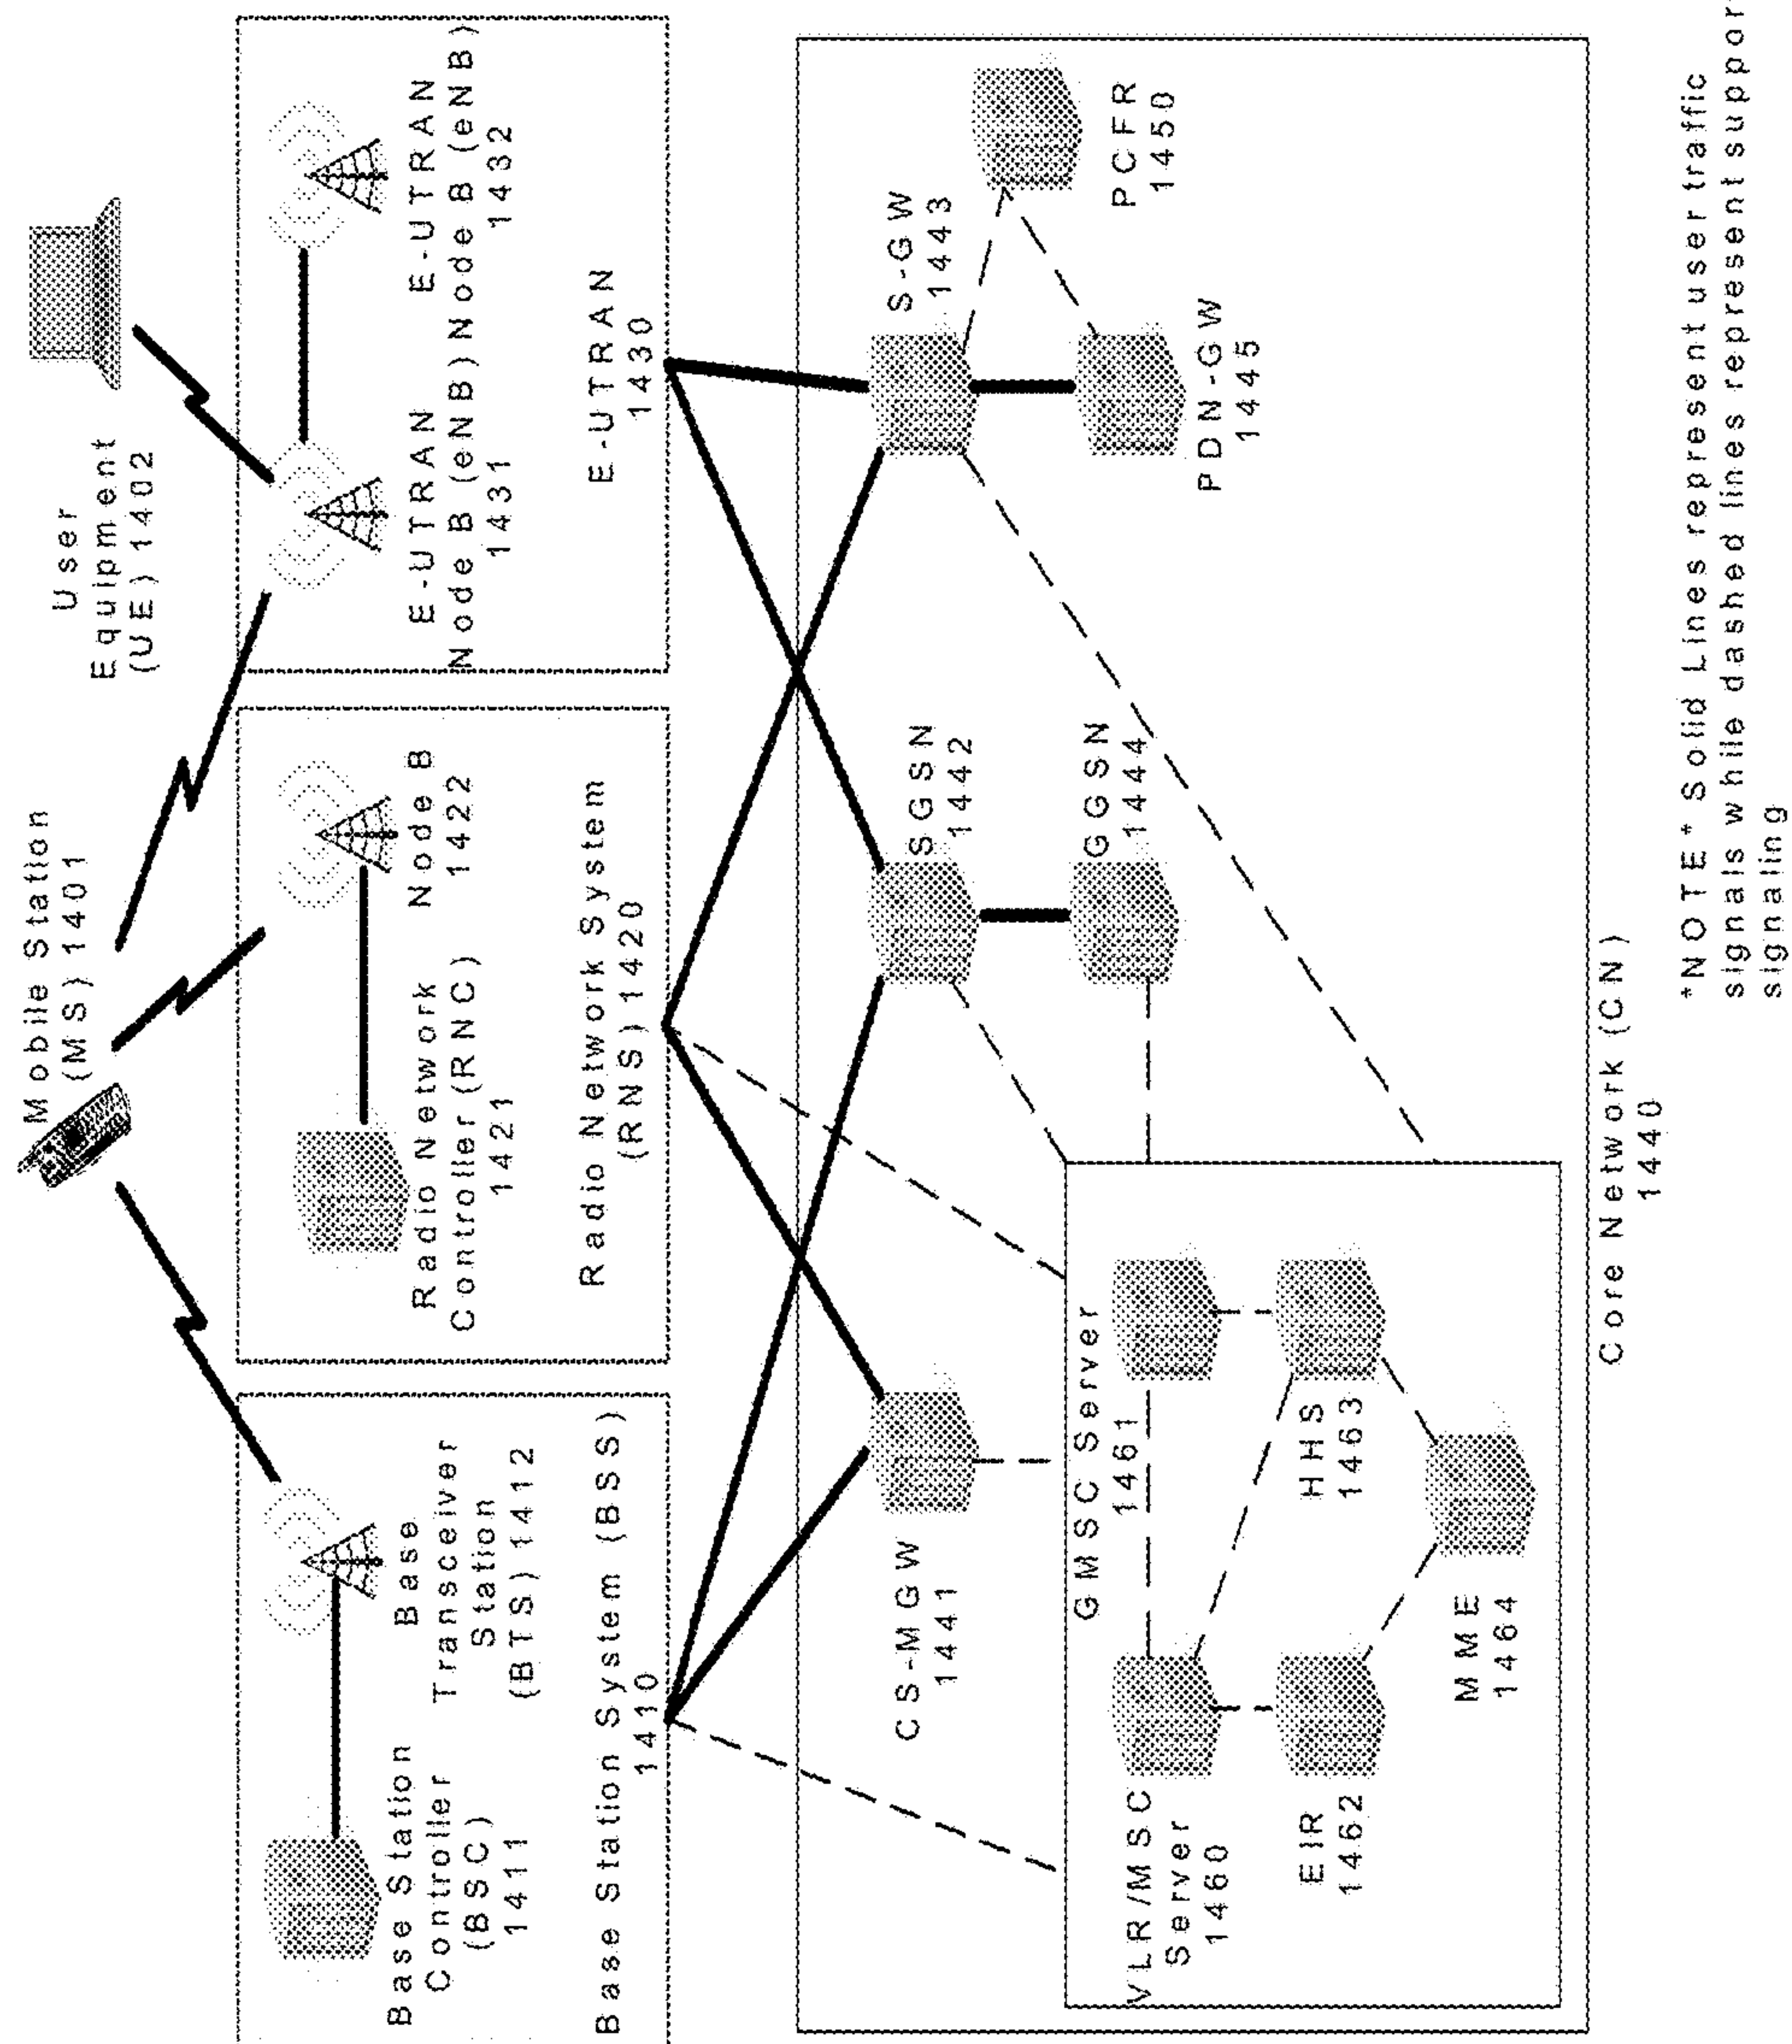 Mobile Station
(MS) 1401
User
Equipment
(UE) 1402
Base Station
Controller
(BSC)
1411
Base
Transceiver
Station
(BTS) 1412
Base Station System (BSS)
1410
Radio Network
Controller (RNC)
1421
Node B
1422
Radio Network System
(RNS) 1420
E-UTRAN
Node B (eNB)
1431
E-UTRAN
Node B (eNB)
1432
E-UTRAN
1430
CS-MGW
1441
SGSN
1442
GGSN
1444
S-GW
1443
PDN-GW
1445
PCFR
1450
GMSC Server
1461
VLR/MSC
Server
1460
EIR
1462
HHS
1463
MME
1464
Core Network (CN)
1440
*NOTE* Solid Lines represent user traffic
signals while dashed lines represent suppor
signaling